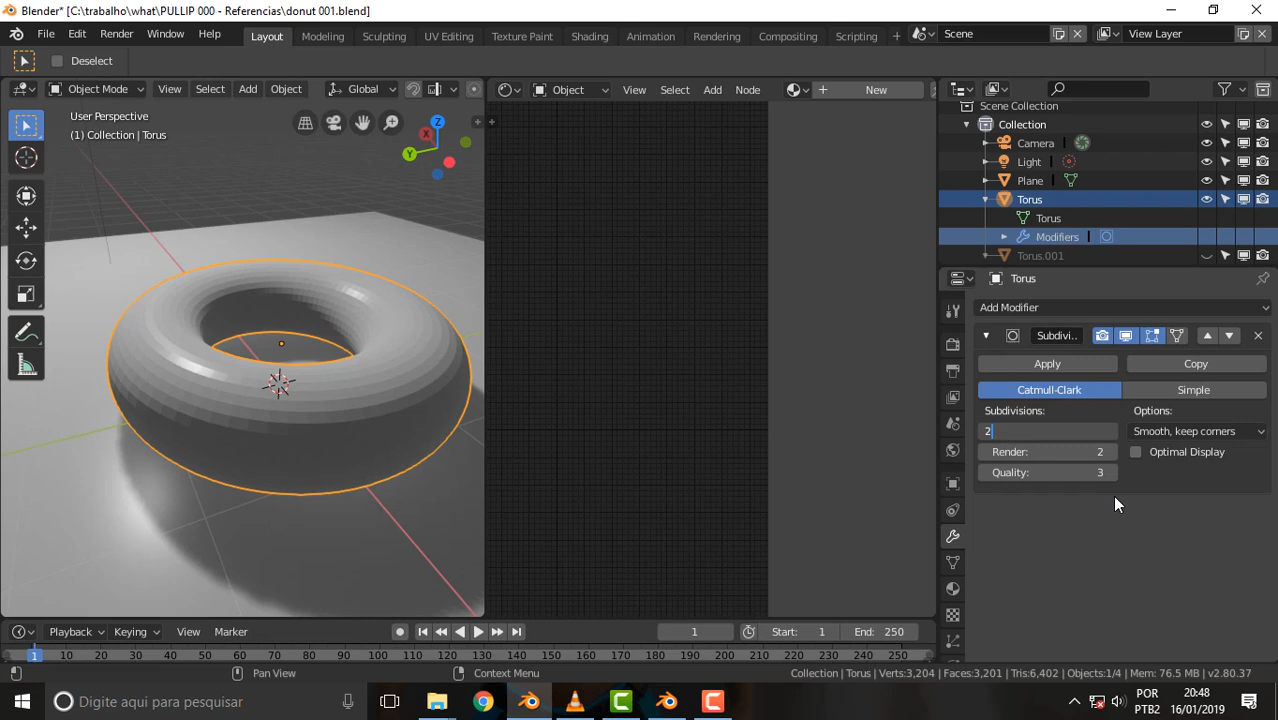 Blender* [C:\trabalho\what\PULLIP 000 - Referencias\donut 001.blend]
File Edit Render Window Help Layout Modeling Sculpting UV Editing Texture Paint Shading Animation Rendering Compositing Scripting + Scene View Layer
Deselect
Object Mode View Select Add Object Global Object View Select Add Node + New
User Perspective
(1) Collection | Torus
Z
X
Y
Scene Collection
Collection
Camera
Light
Plane
Torus
Torus
Modifiers
Torus.001
Torus
Add Modifier
Subdivi..
Apply Copy
Catmull-Clark Simple
Subdivisions: Options:
2 Smooth, keep corners
Render: 2 Optimal Display
Quality: 3
Playback Keying View Marker 1 Start: 1 End: 250
1 10 20 30 40 50 60 70 80 90 100 110 120 130 140 150 160 170 180 190 200 210 220 230 240 250
Pan View Context Menu Collection | Torus | Verts:3,204 | Faces:3,201 | Tris:6,402 | Objects:1/4 | Mem: 76.5 MB | v2.80.37
Digite aqui para pesquisar
POR 20:48
PTB2 16/01/2019